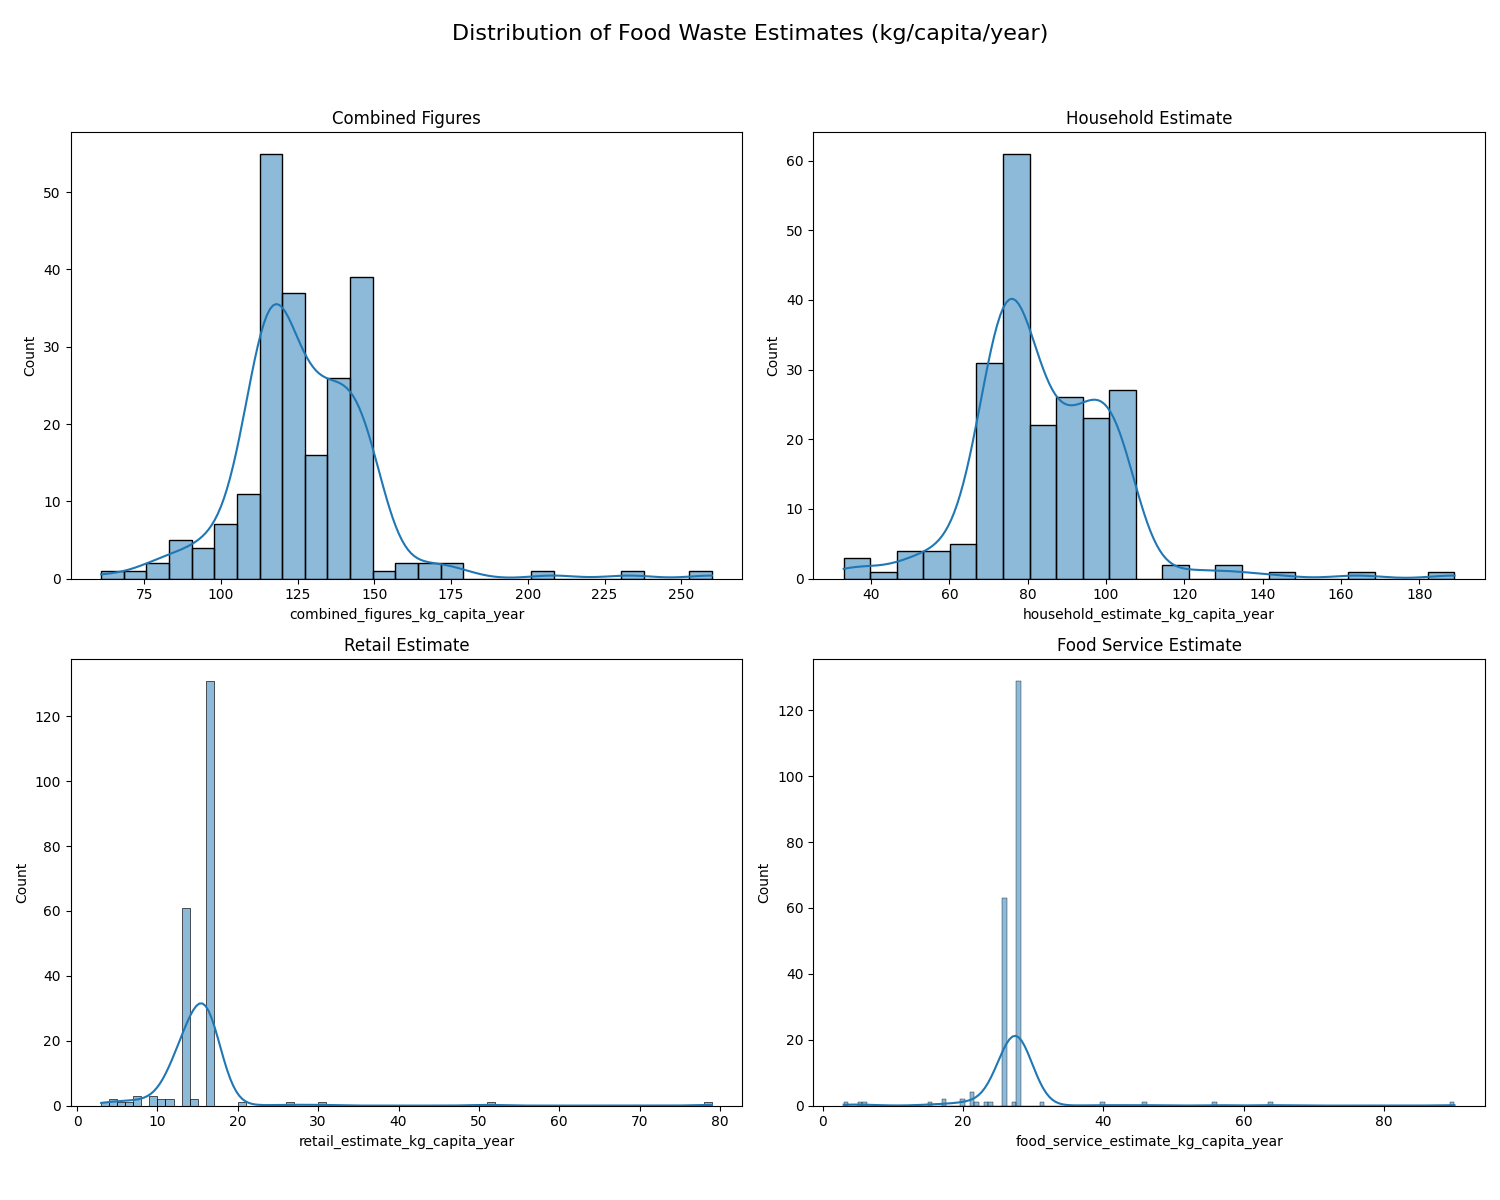 Distribution of Food Waste Estimates (kg/capita/year)
Combined Figures
Count
50
40
30
20
10
0
75 100 125 150 175 200 225 250
combined_figures_kg_capita_year
Household Estimate
Count
60
50
40
30
20
10
0
40 60 80 100 120 140 160 180
household_estimate_kg_capita_year
Retail Estimate
Count
120
100
80
60
40
20
0
0 10 20 30 40 50 60 70 80
retail_estimate_kg_capita_year
Food Service Estimate
Count
120
100
80
60
40
20
0
0 20 40 60 80
food_service_estimate_kg_capita_year